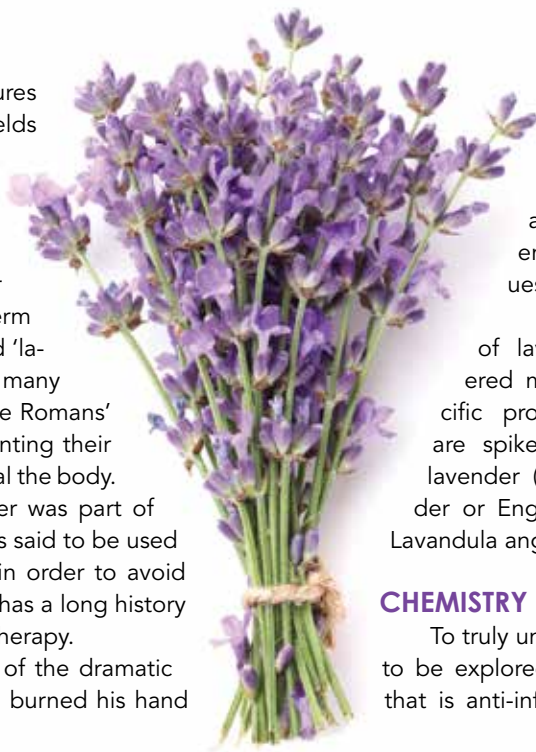 ures
elds
erm
d 'la-
many
e Romans'
nting their
al the body.
er was part of
s said to be used
in order to avoid
has a long history
herapy.
of the dramatic
burned his hand
a
er
ues
of la
ered m
cific pro
are spike
lavender (
der or Eng
Lavandula ang
CHEMISTRY
To truly un
to be explore
that is anti-inf